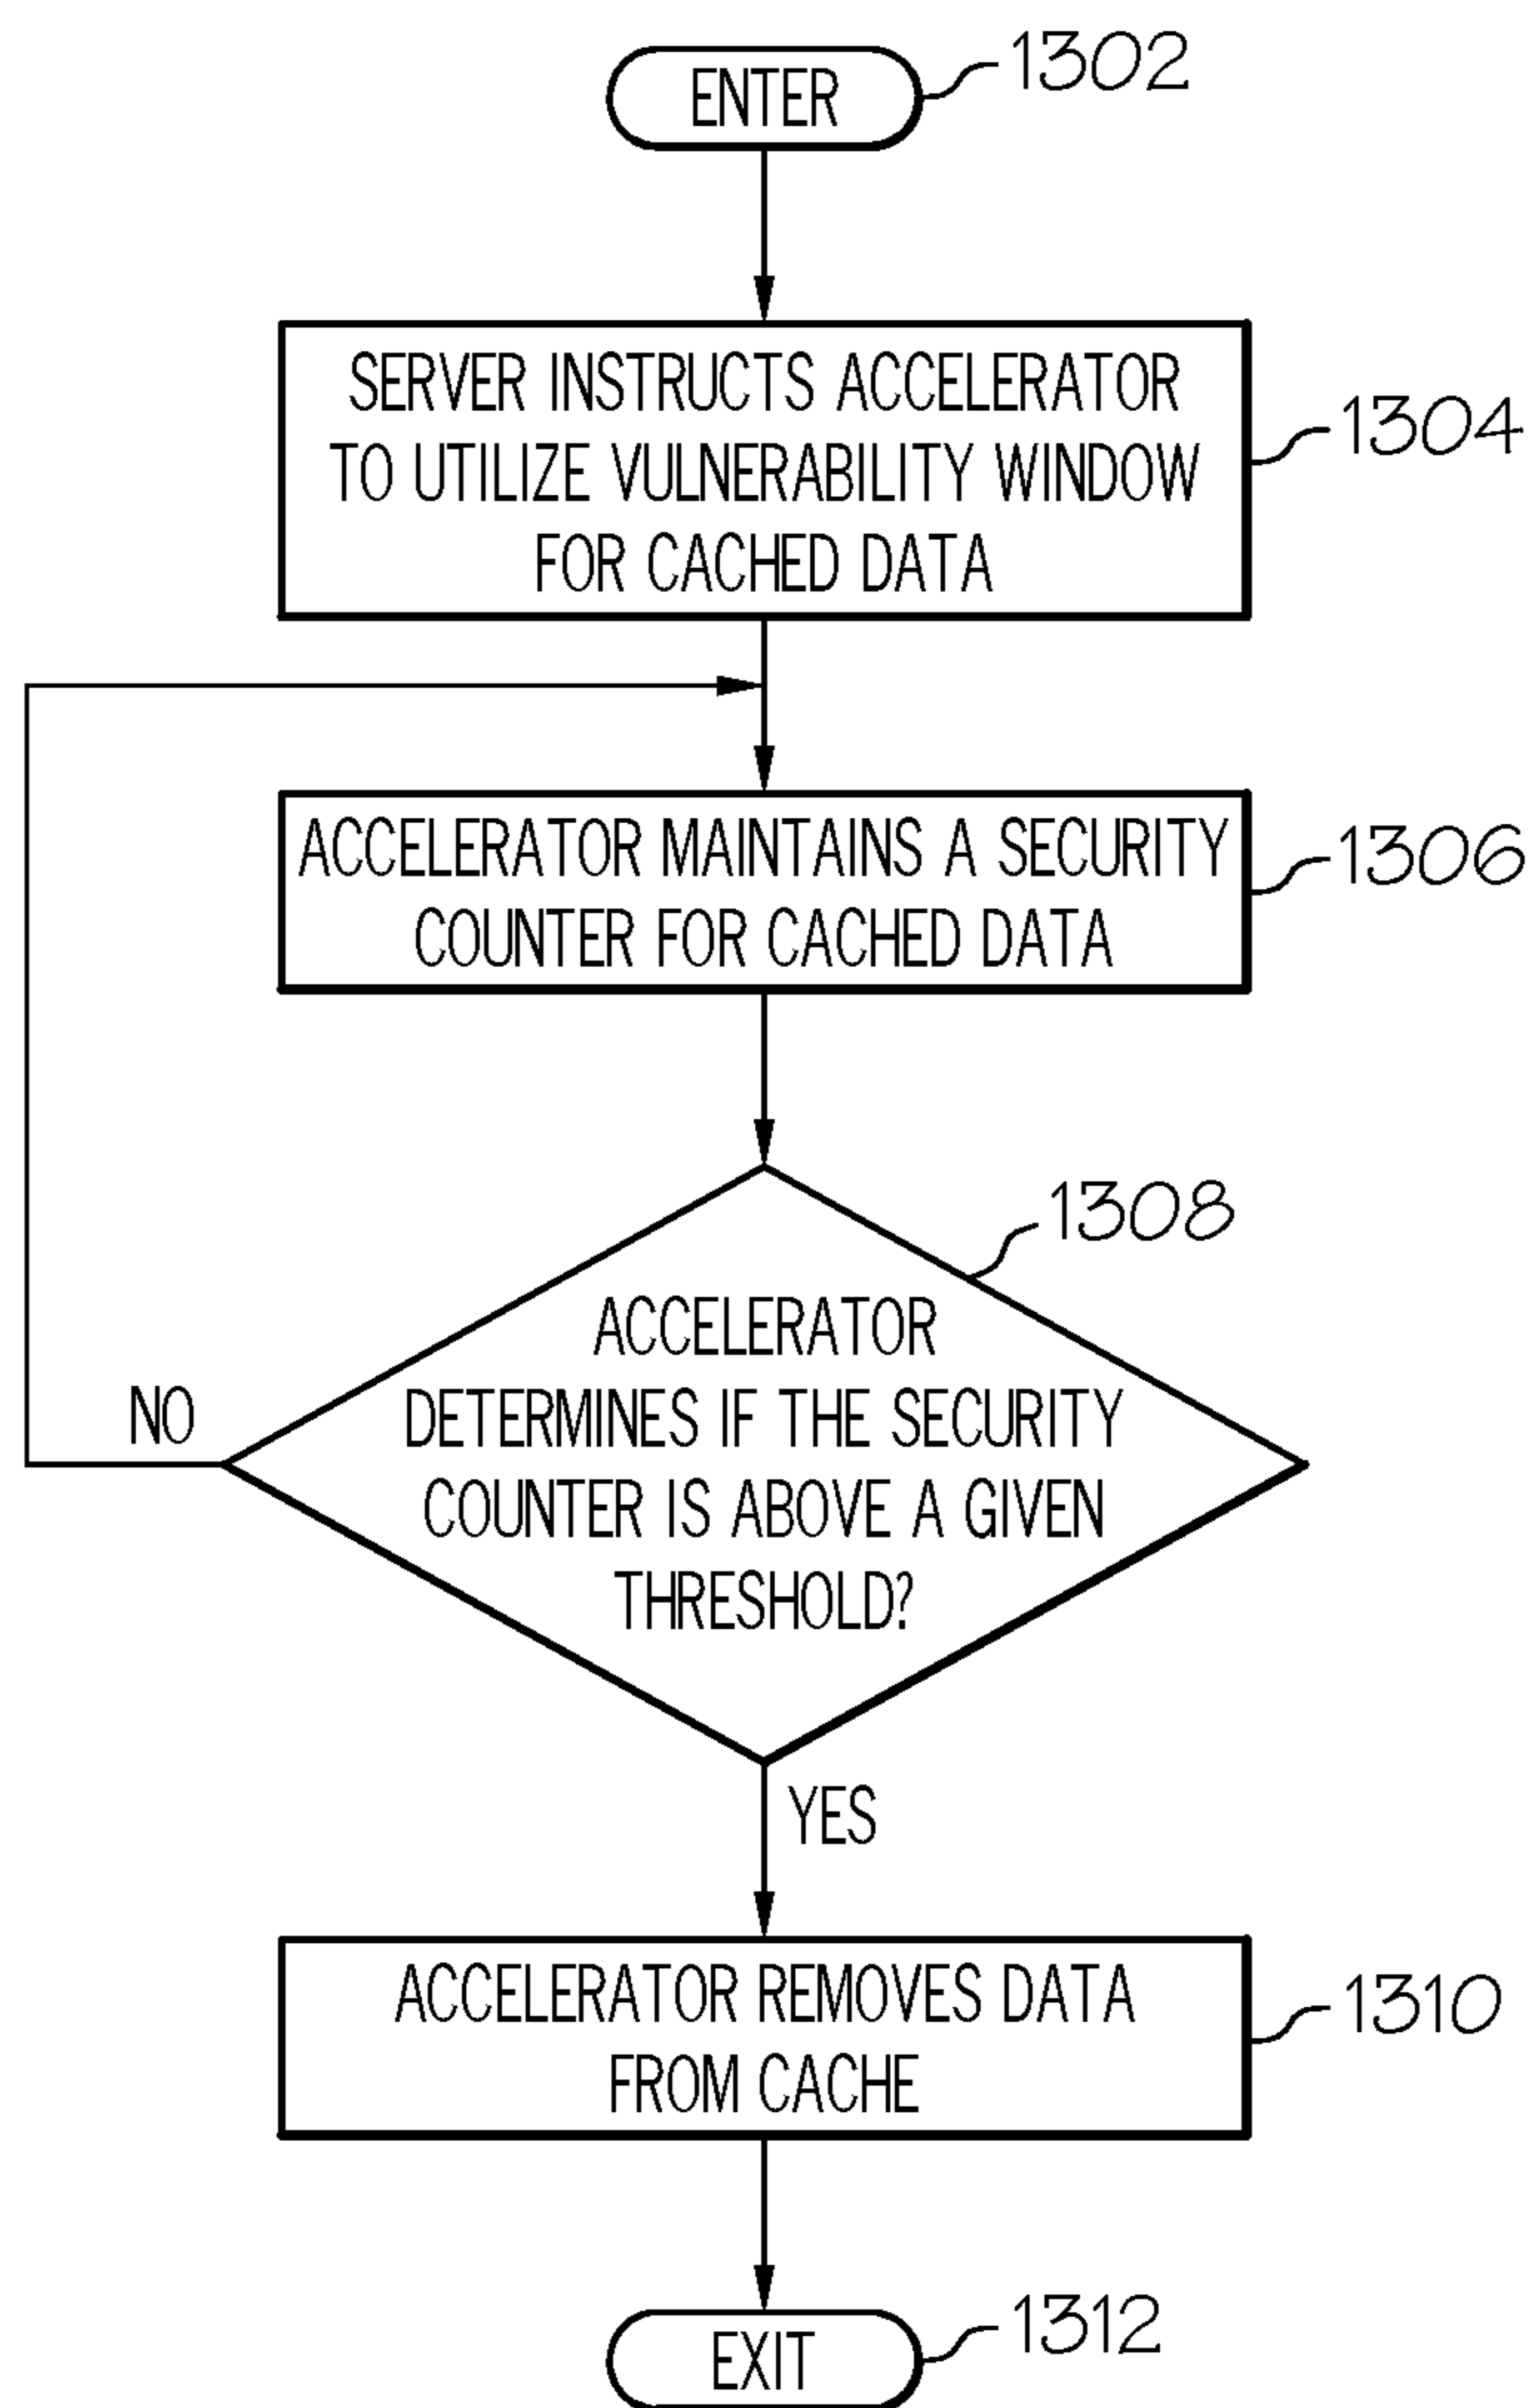 ENTER
1302
SERVER INSTRUCTS ACCELERATOR
TO UTILIZE VULNERABILITY WINDOW
FOR CACHED DATA
1304
ACCELERATOR MAINTAINS A SECURITY
COUNTER FOR CACHED DATA
1306
1308
ACCELERATOR
DETERMINES IF THE SECURITY
COUNTER IS ABOVE A GIVEN
THRESHOLD?
NO
YES
ACCELERATOR REMOVES DATA
FROM CACHE
1310
EXIT
1312